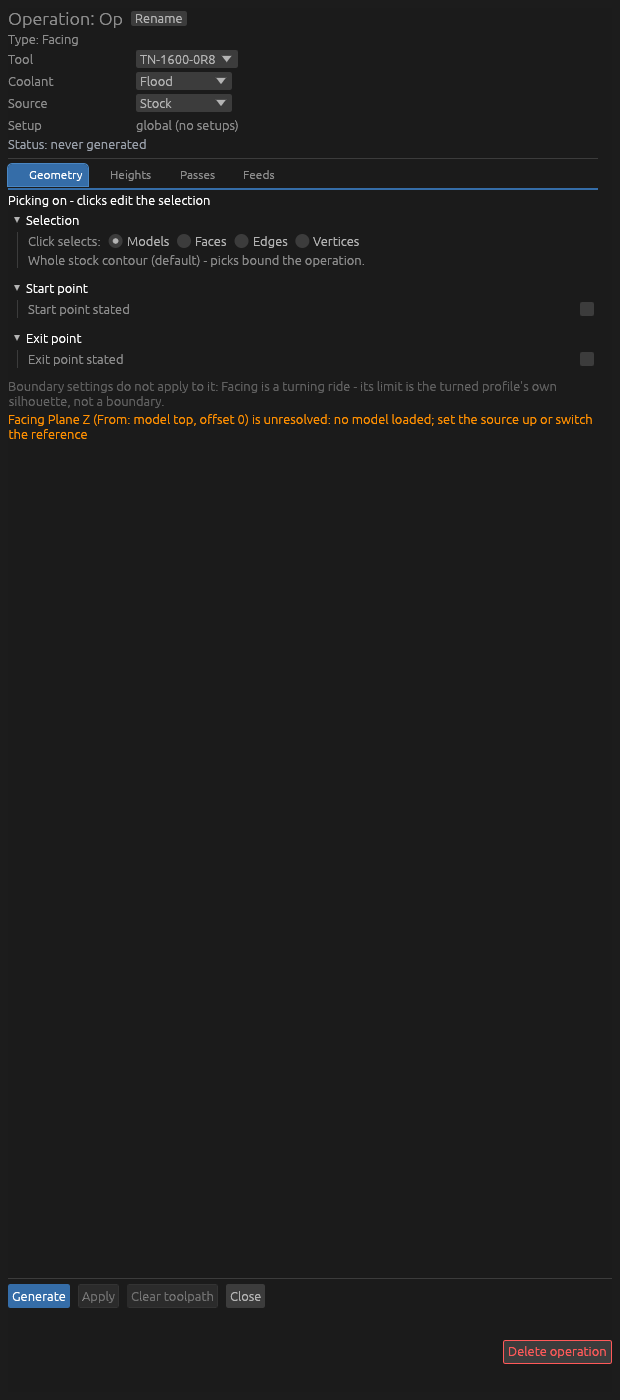 Operation: Op Rename
Type: Facing
Tool TN-1600-0R8
Coolant Flood
Source Stock
Setup global (no setups)
Status: never generated
Geometry Heights Passes Feeds
Picking on - clicks edit the selection
Selection
Click selects: Models Faces Edges Vertices
Whole stock contour (default) - picks bound the operation.
Start point
Start point stated
Exit point
Exit point stated
Boundary settings do not apply to it: Facing is a turning ride - its limit is the turned profile's own
silhouette, not a boundary.
Facing Plane Z (From: model top, offset 0) is unresolved: no model loaded; set the source up or switch
the reference
Generate Apply Clear toolpath Close
Delete operation